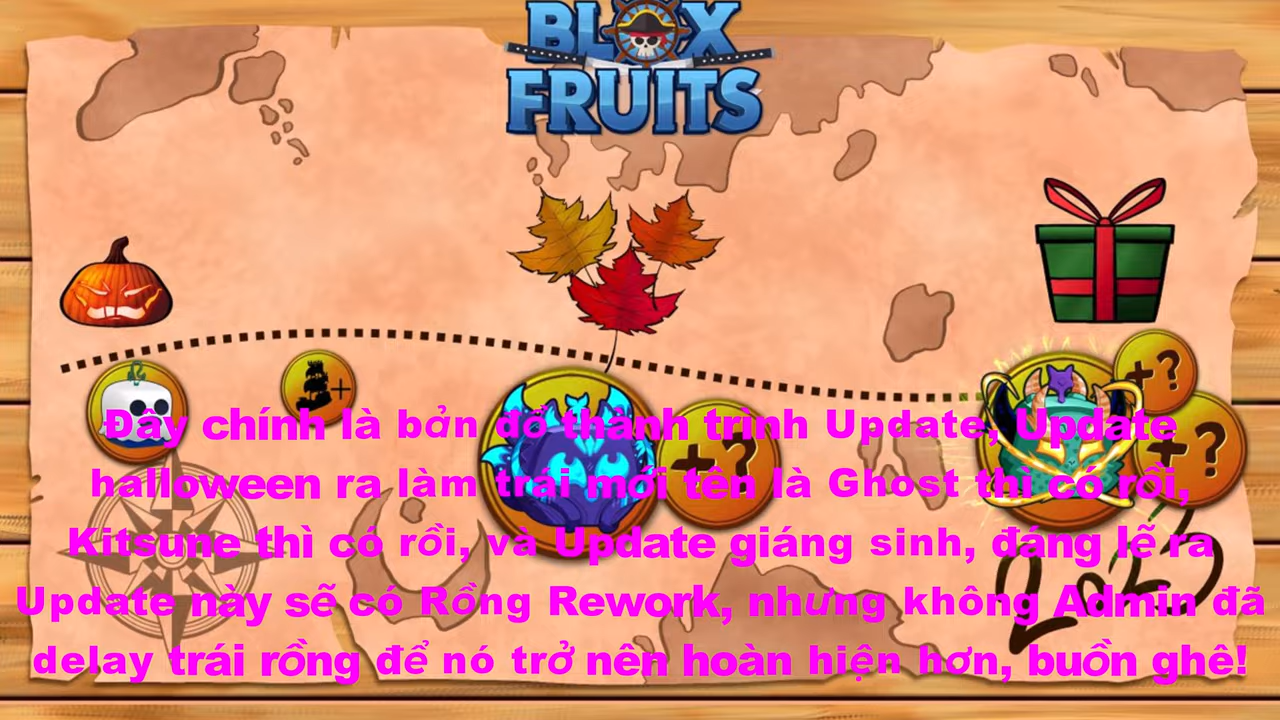 BLOX
FRUITS
+
+?
+?
+?
Đây chính là bản đồ thành trình Update, Update
halloween ra làm trái mới tên là Ghost thì có rồi,
Kitsune thì có rồi, và Update giáng sinh, đáng lẽ ra
Update này sẽ có Rồng Rework, nhưng không Admin đã
delay trái rồng để nó trở nên hoàn hiện hơn, buồn ghê!
2023